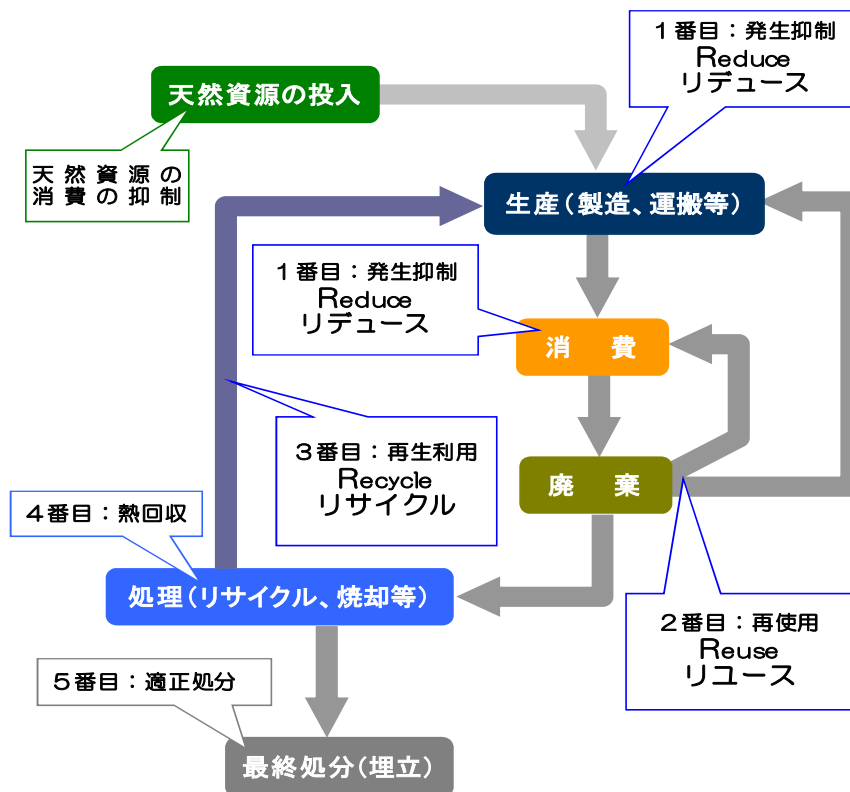 1番目：発生抑制
Reduce
リデュース
天然資源の投入
天然資源の
消費の抑制
生産（製造、運搬等）
1番目：発生抑制
Reduce
リデュース
消　費
3番目：再生利用
Recycle
リサイクル
廃　棄
4番目：熱回収
処理（リサイクル、焼却等）
2番目：再使用
Reuse
リユース
5番目：適正処分
最終処分（埋立）